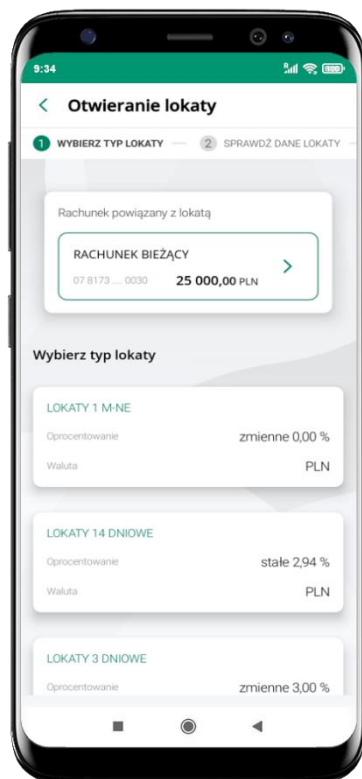 9:34
Otwieranie lokaty
1 WYBIERZ TYP LOKATY 2 SPRAWDŹ DANE LOKATY
Rachunek powiązany z lokatą
RACHUNEK BIEŻĄCY
07 8173 .... 0030 25 000,00 PLN
Wybierz typ lokaty
LOKATY 1 M-NE
Oprocentowanie zmienne 0,00 %
Waluta PLN
LOKATY 14 DNIOWE
Oprocentowanie stałe 2,94 %
Waluta PLN
LOKATY 3 DNIOWE
Oprocentowanie zmienne 3,00 %